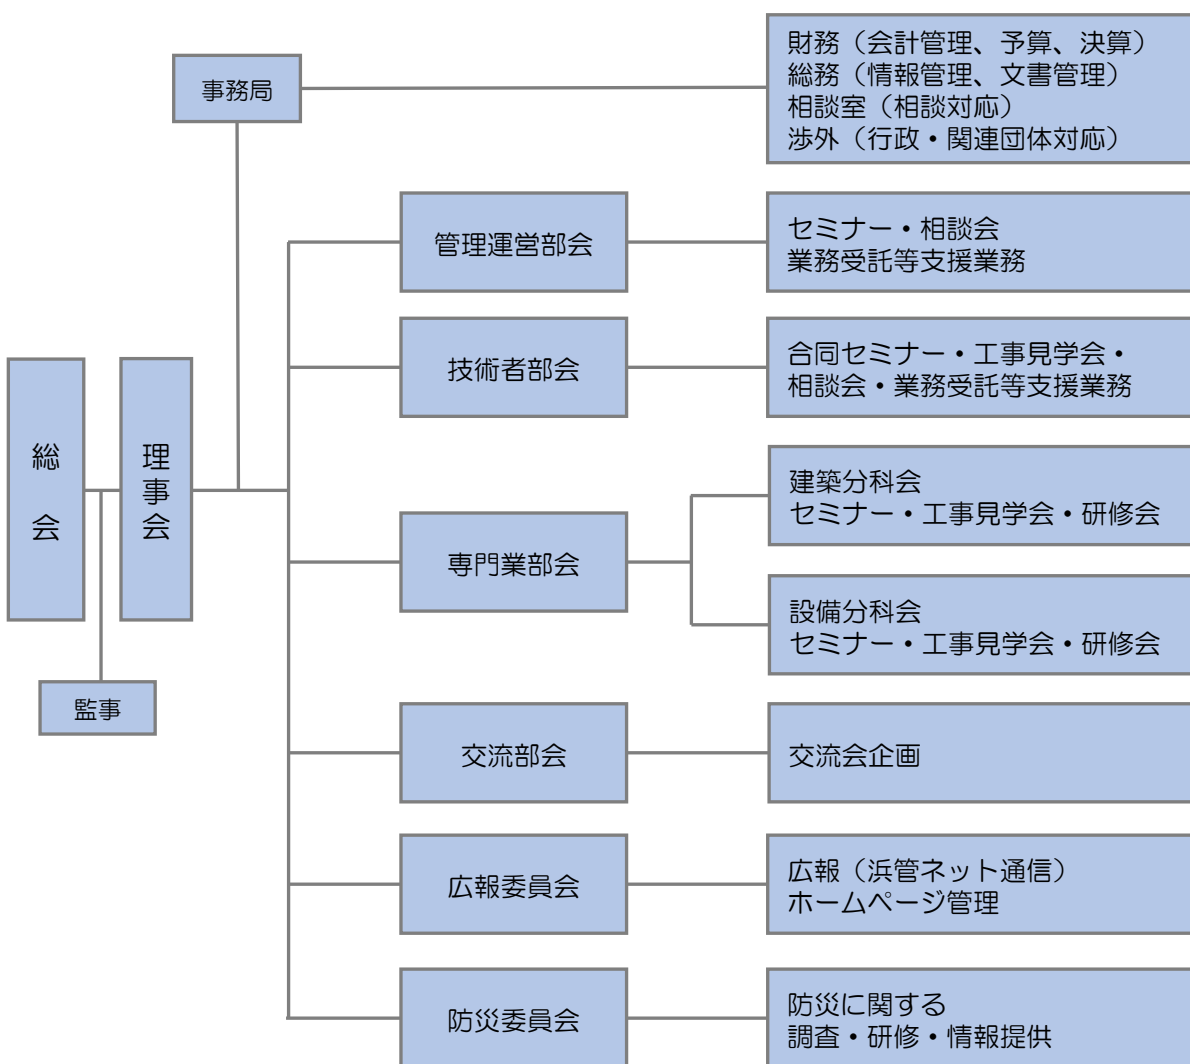 事務局
財務（会計管理、予算、決算）
総務（情報管理、文書管理）
相談室（相談対応）
渉外（行政・関連団体対応）
管理運営部会
セミナー・相談会
業務受託等支援業務
技術者部会
合同セミナー・工事見学会・
相談会・業務受託等支援業務
総会
理事会
監事
専門業部会
建築分科会
セミナー・工事見学会・研修会
設備分科会
セミナー・工事見学会・研修会
交流部会
交流会企画
広報委員会
広報（浜管ネット通信）
ホームページ管理
防災委員会
防災に関する
調査・研修・情報提供